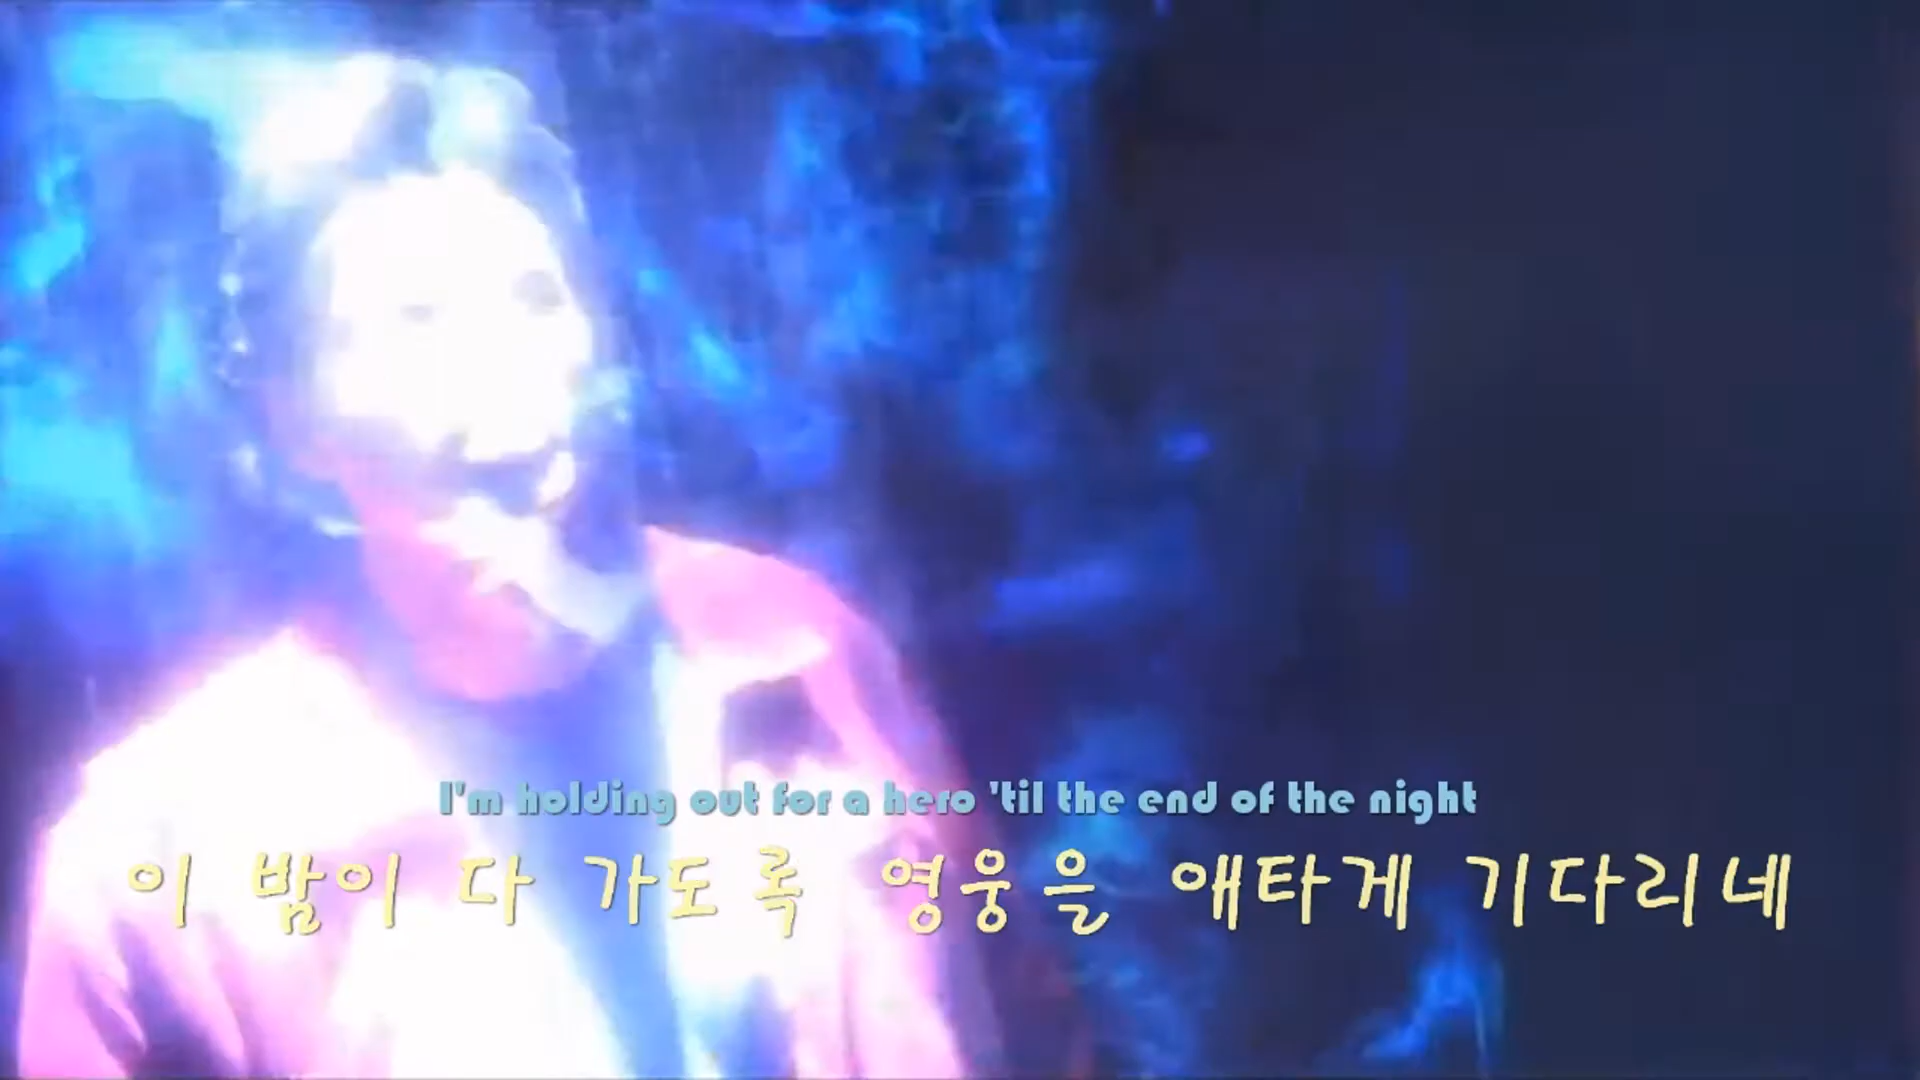 I'm holding out for a hero 'til the end of the night
이 밤이 다 가도록 영웅을 애타게 기다리네